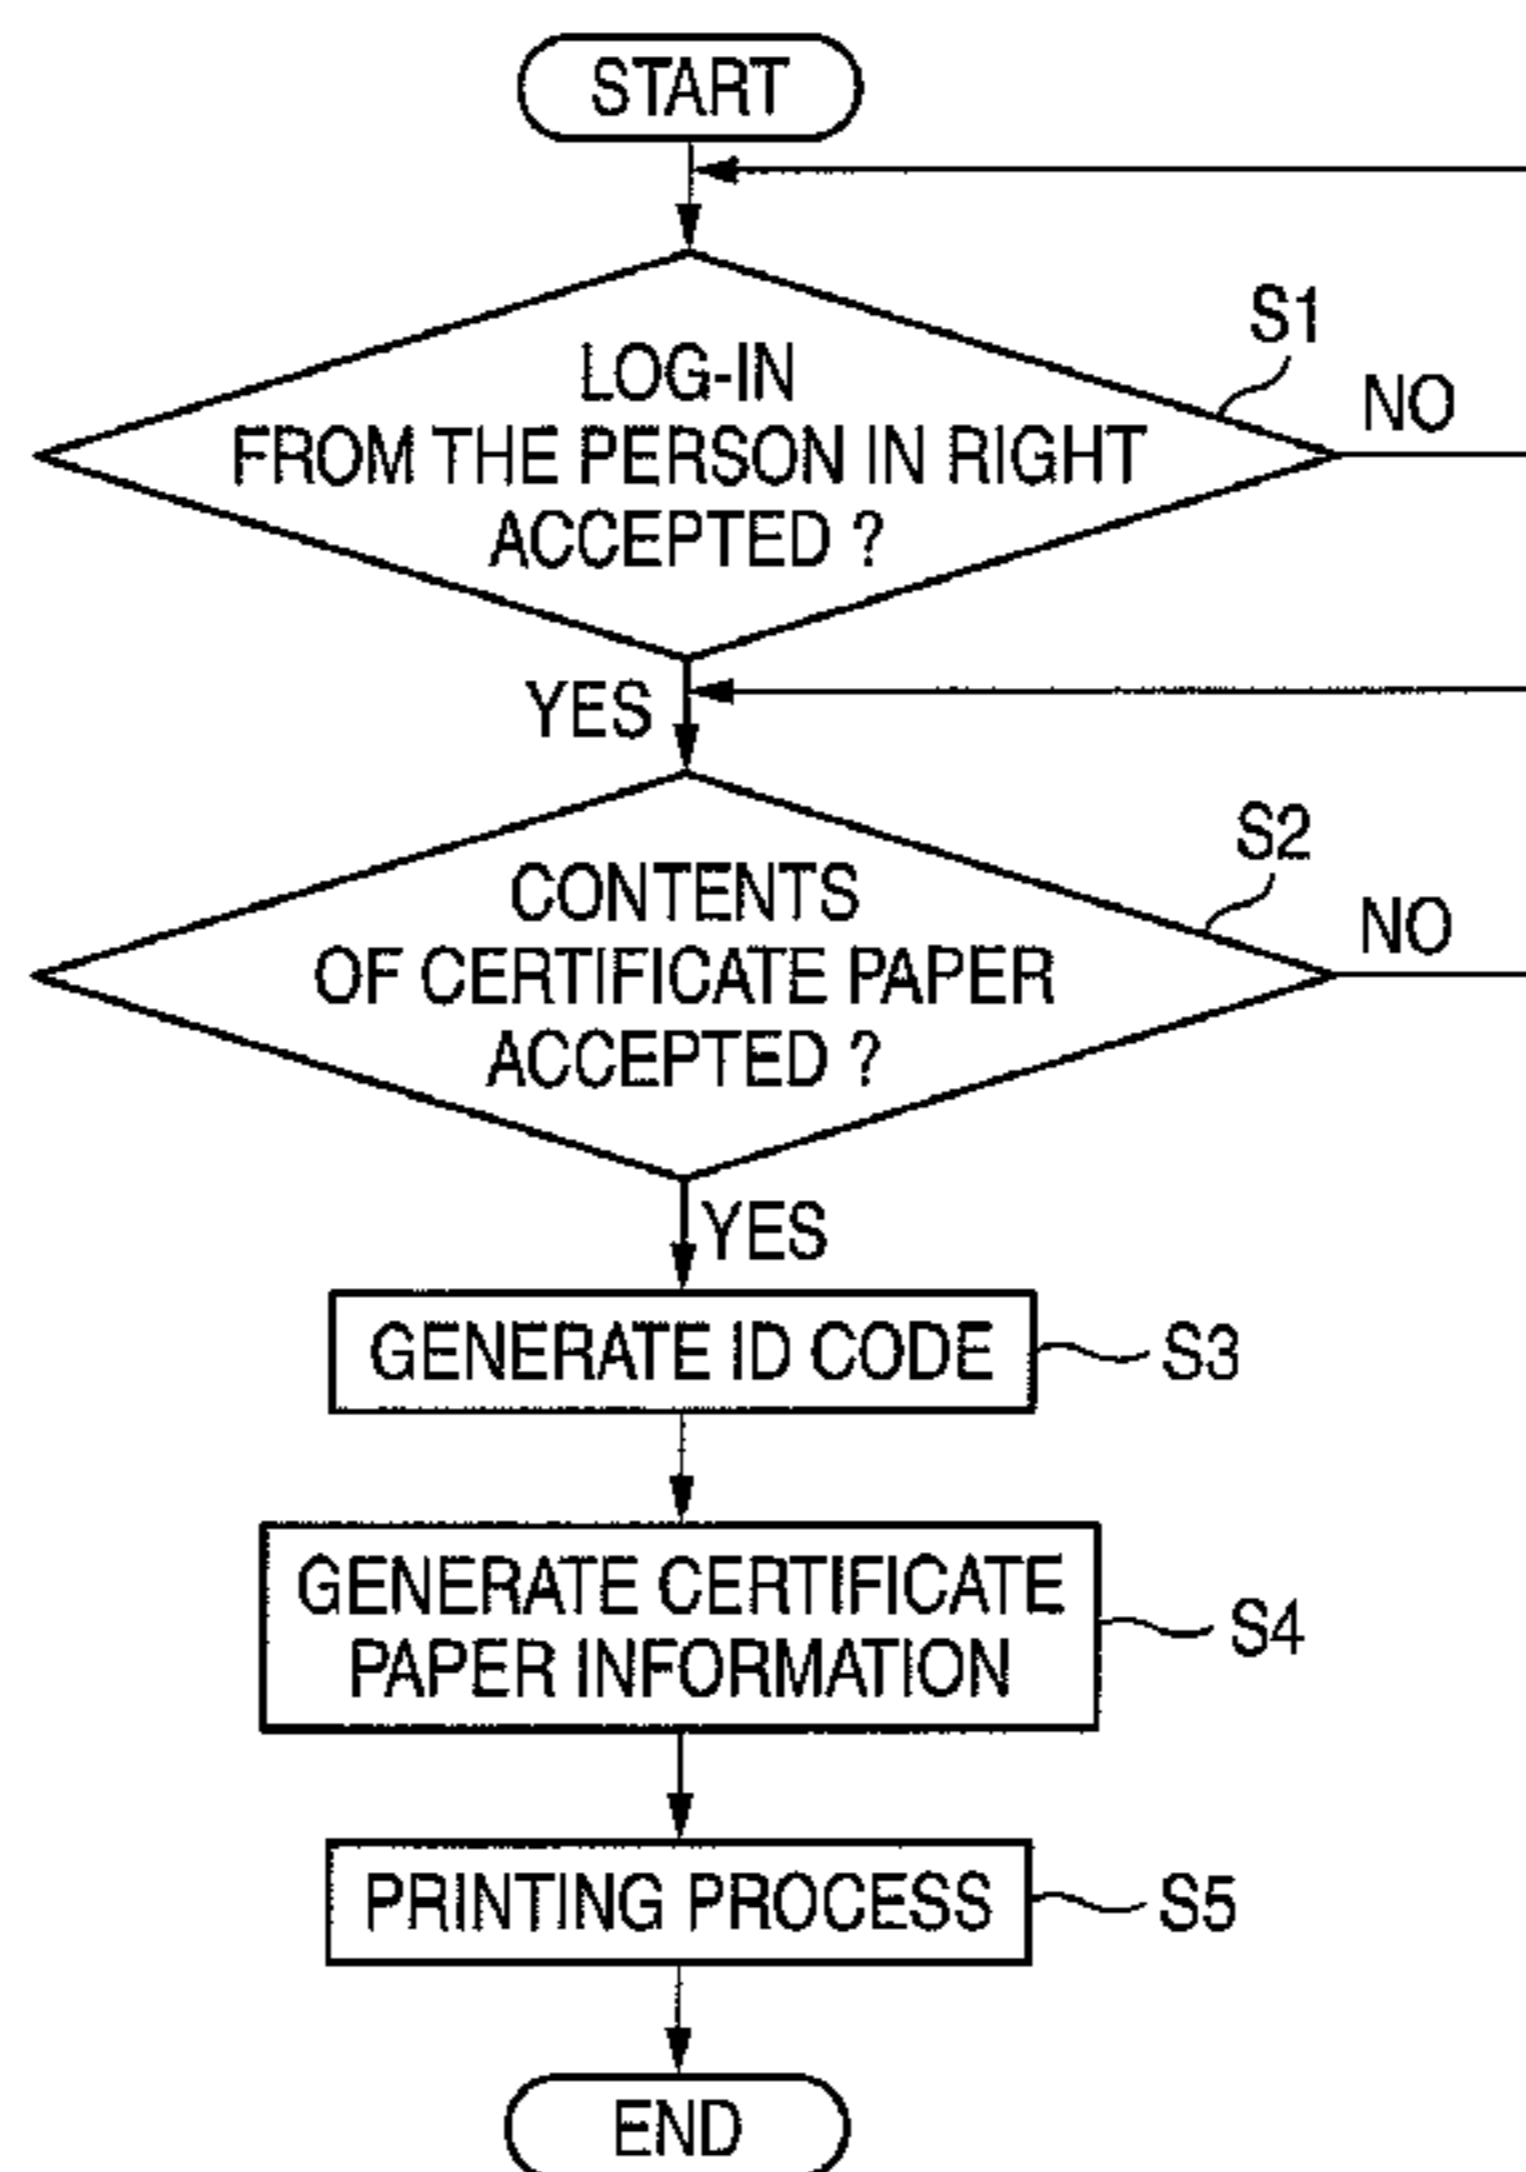 START
S1
LOG-IN
NO
FROM THE PERSON IN RIGHT
ACCEPTED ?
YES
S2
CONTENTS
NO
OF CERTIFICATE PAPER
ACCEPTED ?
YES
GENERATE ID CODE
S3
GENERATE CERTIFICATE
PAPER INFORMATION
S4
PRINTING PROCESS
S5
END